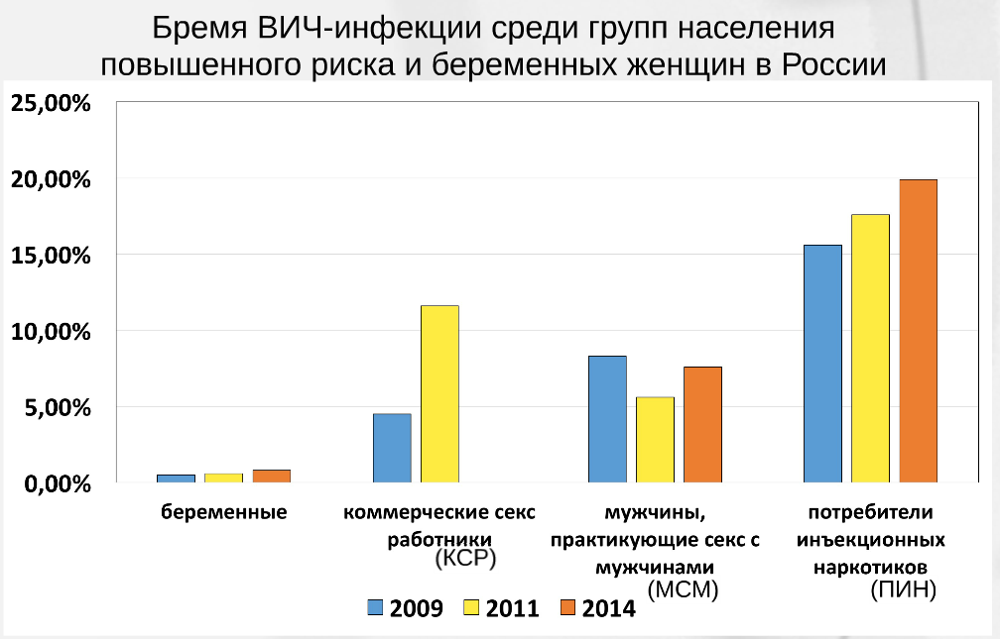 Бремя ВИЧ-инфекции среди групп населения
повышенного риска и беременных женщин в России
25,00%
20,00%
15,00%
10,00%
5,00%
0,00%
беременные
коммерческие секс
работники
(КСР)
мужчины,
практикующие секс с
мужчинами
(МСМ)
потребители
инъекционных
наркотиков
(ПИН)
2009 2011 2014